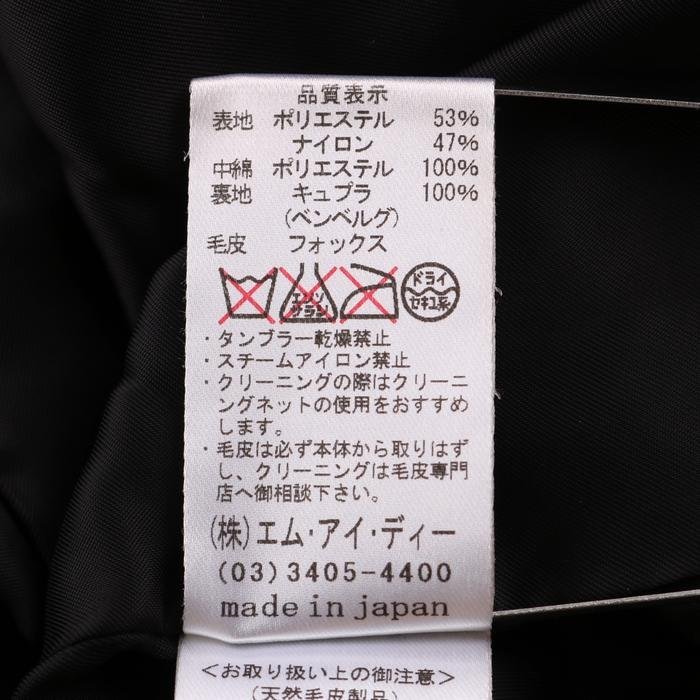 品質表示
表地 ポリエステル 53%
ナイロン 47%
中綿 ポリエステル 100%
裏地 キュプラ 100%
(ベンベルグ)
毛皮 フォックス
エンソ サラシ ドライ セキユ系
・タンブラー乾燥禁止
・スチームアイロン禁止
・クリーニングの際はクリーニ
ングネットの使用をおすすめ
します。
・毛皮は必ず本体から取りはず
し、クリーニングは毛皮専門
店へ御相談下さい。
(株)エム・アイ・ディー
(03)3405-4400
made in japan
<お取り扱い上の御注意>
(天然毛皮製品)